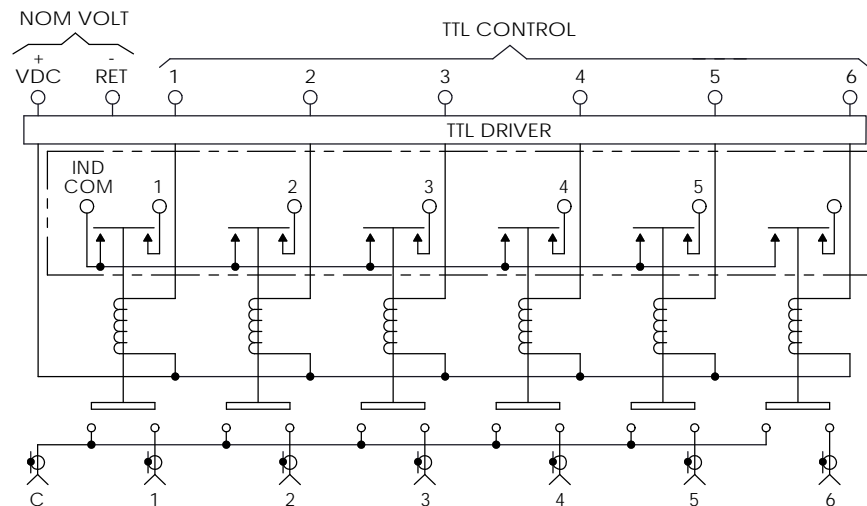 NOM VOLT
TTL CONTROL
+ -
VDC RET 1 2 3 4 5 6
TTL DRIVER
IND
COM 1 2 3 4 5
C 1 2 3 4 5 6